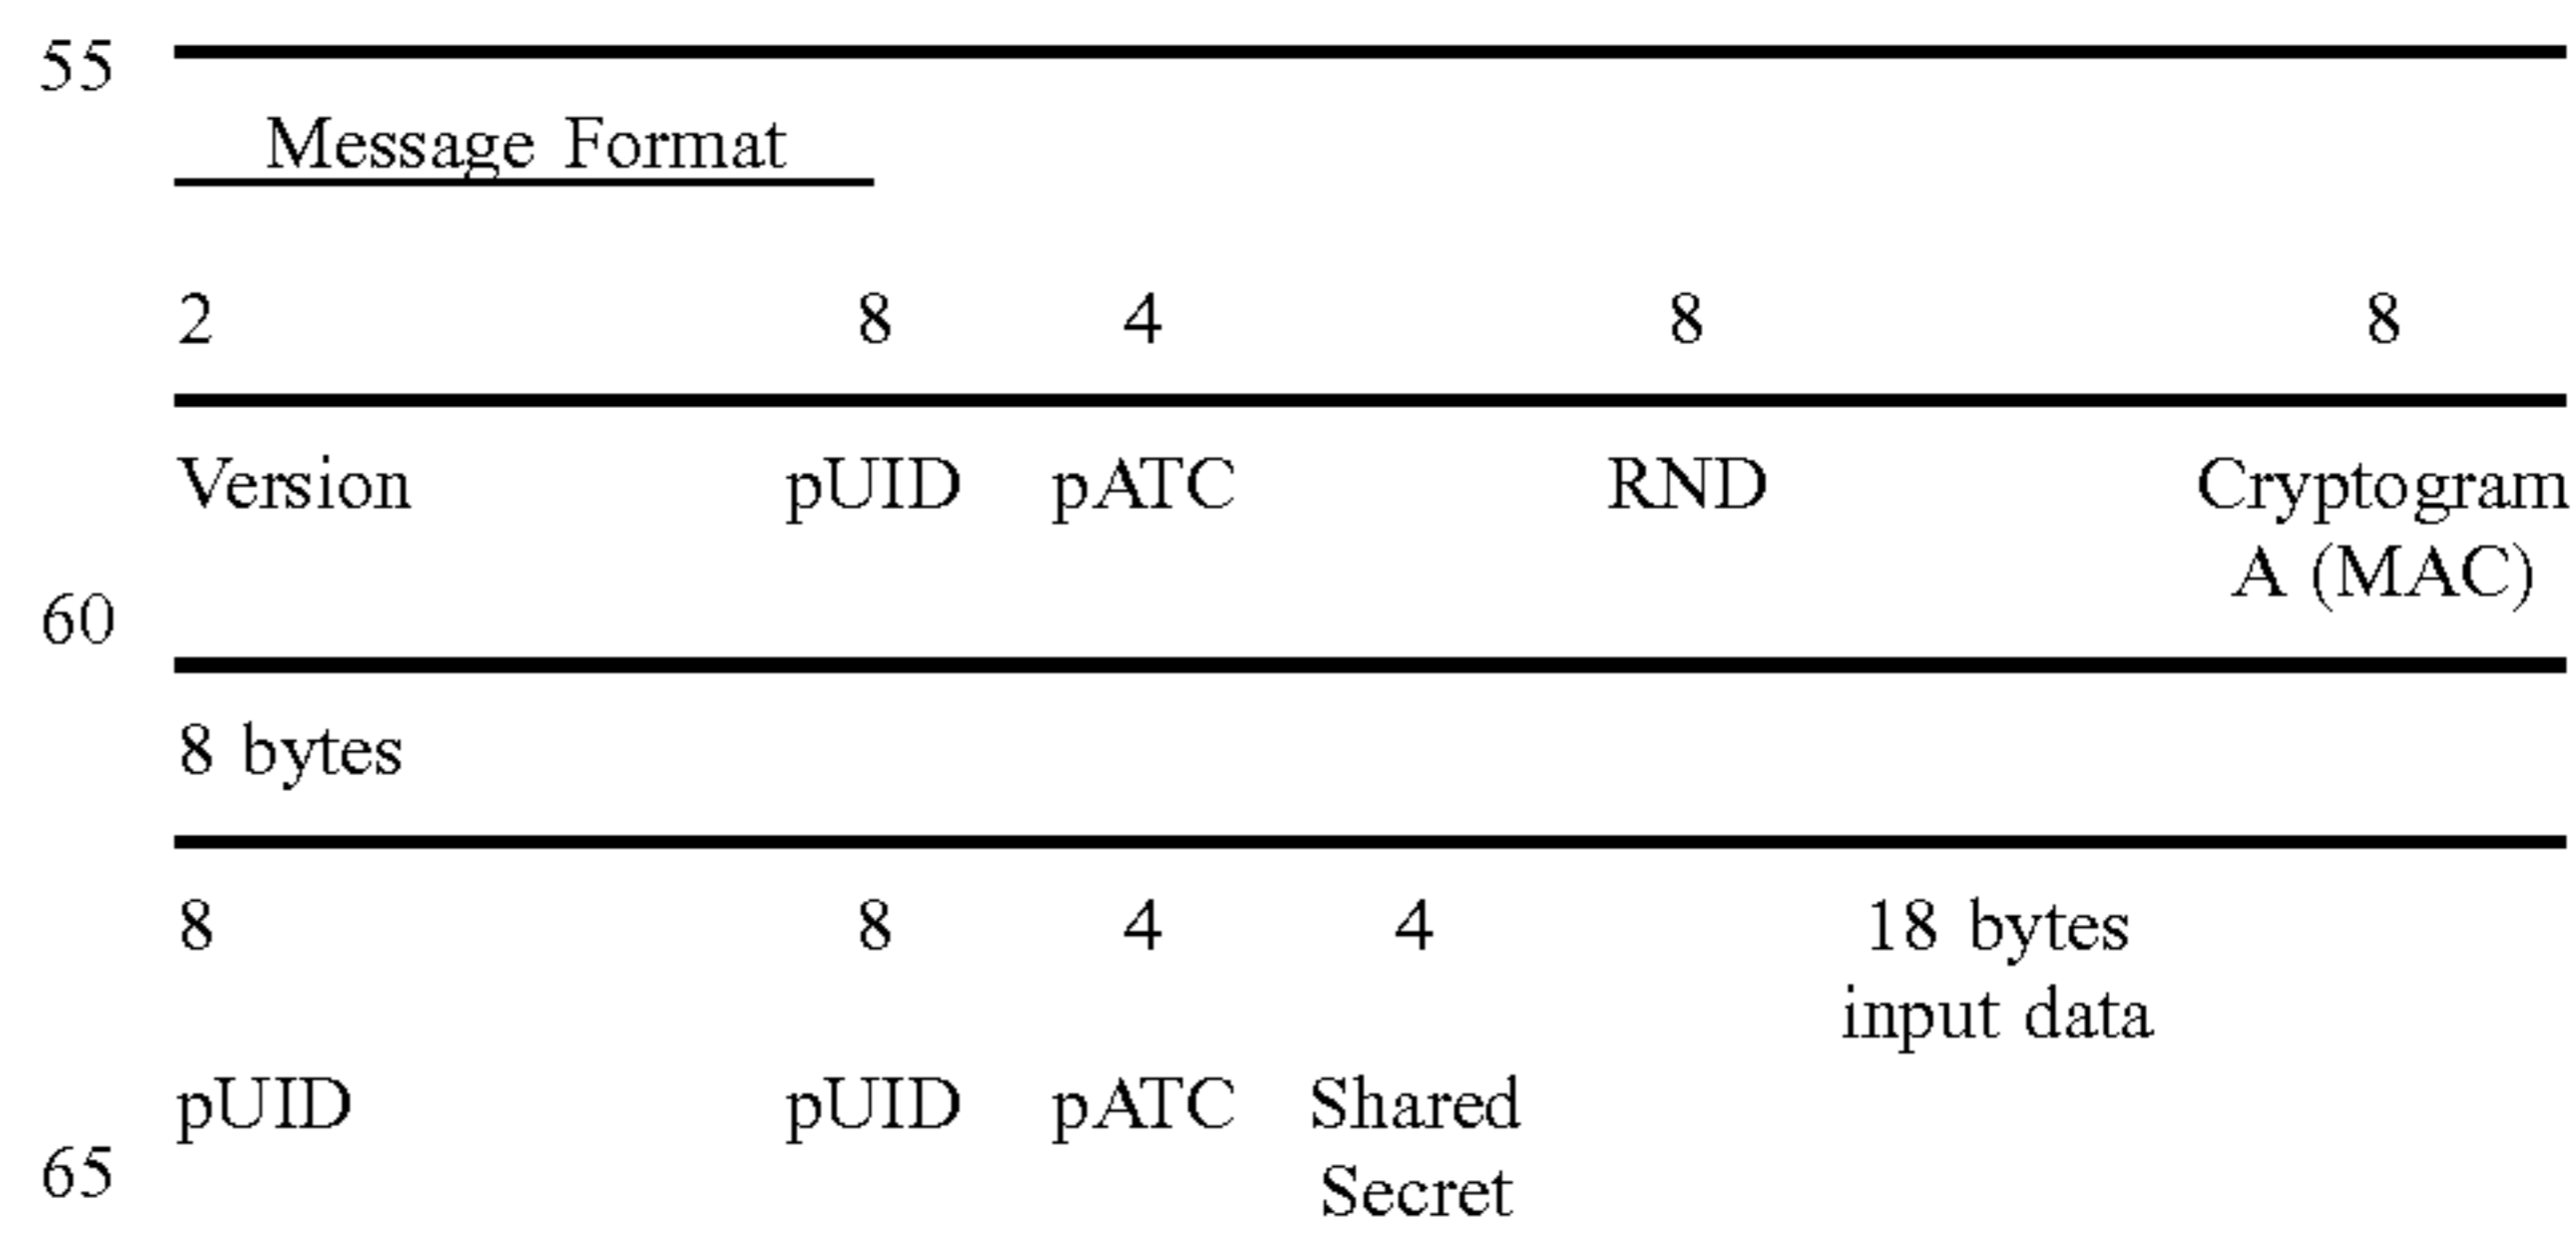 55
Message Format
2 8 4 8 8
Version pUID pATC RND Cryptogram
A (MAC)
60
8 bytes
8 8 4 4 18 bytes
input data
pUID pUID pATC Shared
65
Secret